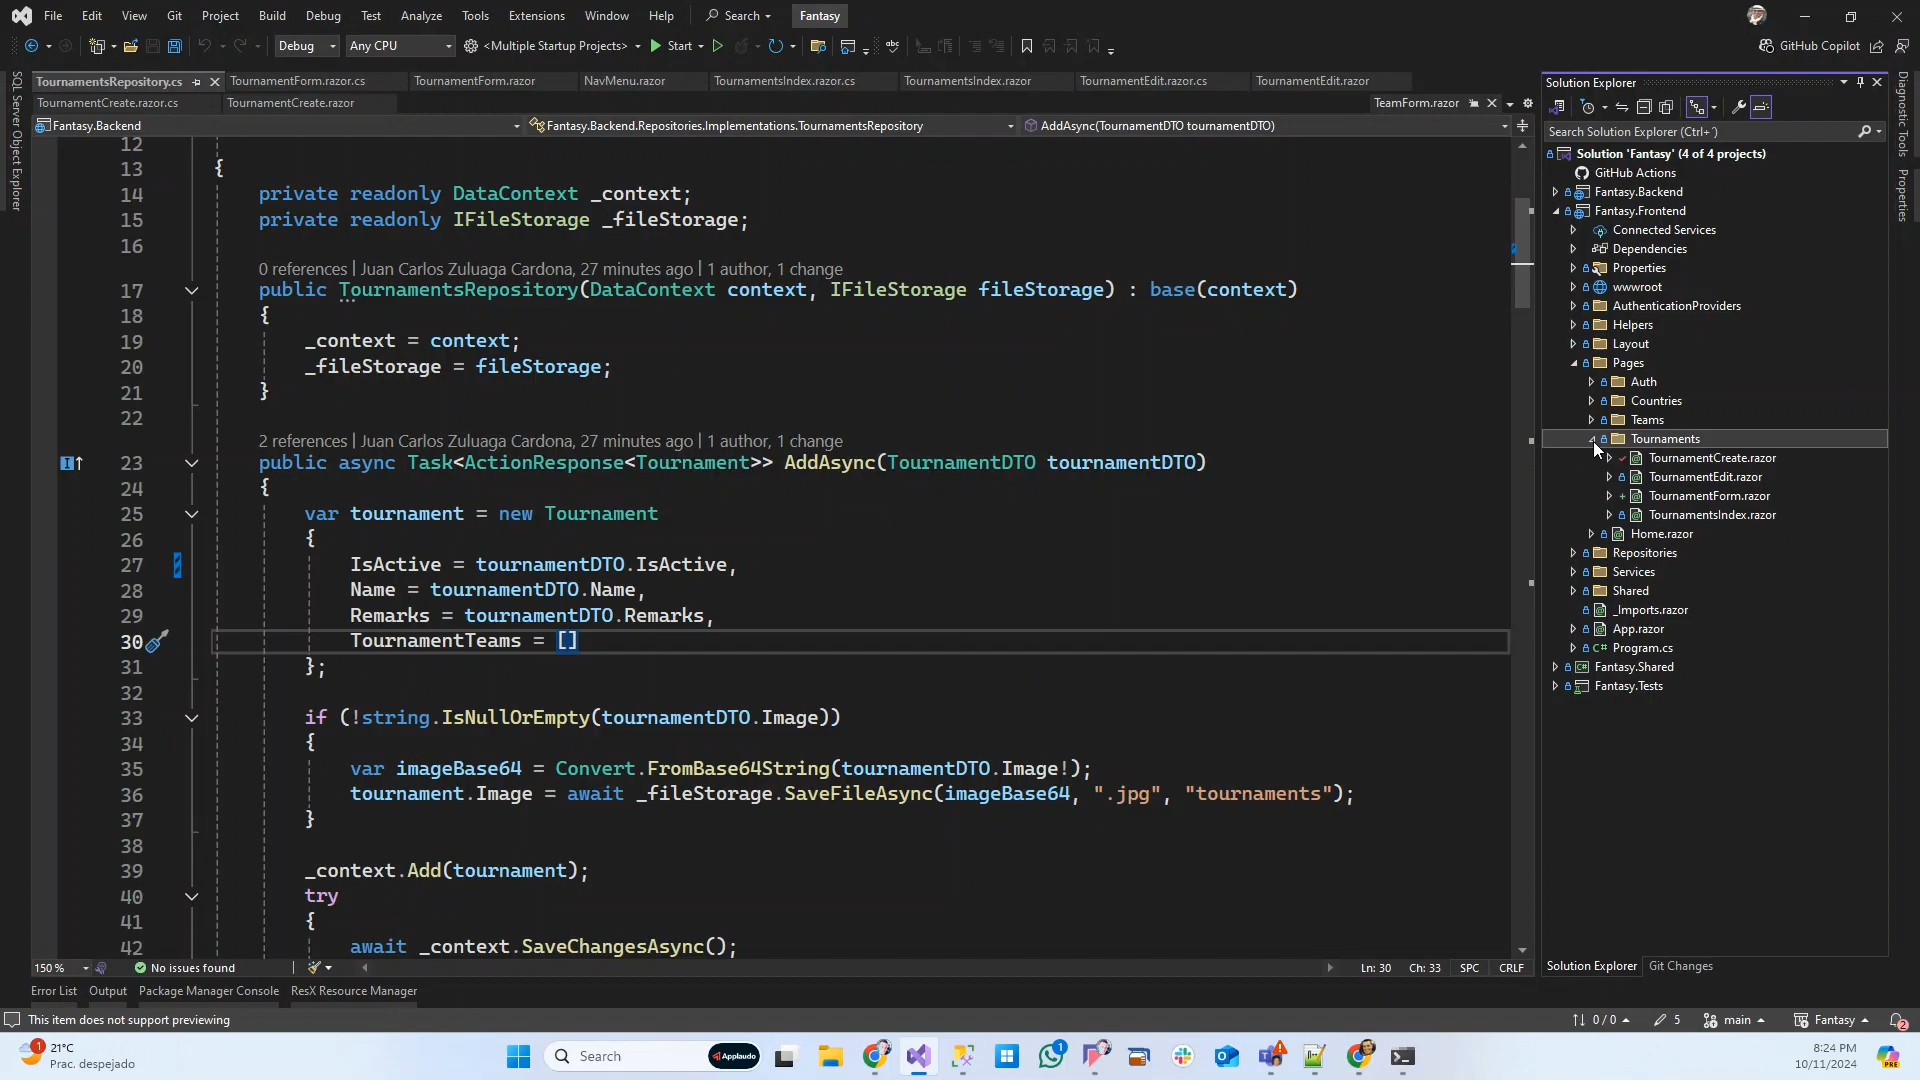 File Edit View Git Project Build Debug Test Analyze Tools Extensions Window Help Search Fantasy
Debug Any CPU <Multiple Startup Projects> Start GitHub Copilot
TournamentsRepository.cs TournamentForm.razor.cs TournamentForm.razor NavMenu.razor TournamentsIndex.razor.cs TournamentsIndex.razor TournamentEdit.razor.cs TournamentEdit.razor
TournamentCreate.razor.cs TournamentCreate.razor TeamForm.razor
Fantasy.Backend Fantasy.Backend.Repositories.Implementations.TournamentsRepository AddAsync(TournamentDTO tournamentDTO)
SQL Server Object Explorer
12
13 {
14 private readonly DataContext _context;
15 private readonly IFileStorage _fileStorage;
16
0 references | Juan Carlos Zuluaga Cardona, 27 minutes ago | 1 author, 1 change
17 public TournamentsRepository(DataContext context, IFileStorage fileStorage) : base(context)
18 {
19 _context = context;
20 _fileStorage = fileStorage;
21 }
22
2 references | Juan Carlos Zuluaga Cardona, 27 minutes ago | 1 author, 1 change
23 public async Task<ActionResponse<Tournament>> AddAsync(TournamentDTO tournamentDTO)
24 {
25 var tournament = new Tournament
26 {
27 IsActive = tournamentDTO.IsActive,
28 Name = tournamentDTO.Name,
29 Remarks = tournamentDTO.Remarks,
30 TournamentTeams = []
31 };
32
33 if (!string.IsNullOrEmpty(tournamentDTO.Image))
34 {
35 var imageBase64 = Convert.FromBase64String(tournamentDTO.Image!);
36 tournament.Image = await _fileStorage.SaveFileAsync(imageBase64, ".jpg", "tournaments");
37 }
38
39 _context.Add(tournament);
40 try
41 {
42 await _context.SaveChangesAsync();
150 % No issues found Ln: 30 Ch: 33 SPC CRLF
Error List Output Package Manager Console ResX Resource Manager
Solution Explorer
Search Solution Explorer (Ctrl+´)
Solution 'Fantasy' (4 of 4 projects)
GitHub Actions
Fantasy.Backend
Fantasy.Frontend
Connected Services
Dependencies
Properties
wwwroot
AuthenticationProviders
Helpers
Layout
Pages
Auth
Countries
Teams
Tournaments
TournamentCreate.razor
TournamentEdit.razor
TournamentForm.razor
TournamentsIndex.razor
Home.razor
Repositories
Services
Shared
_Imports.razor
App.razor
C# Program.cs
Fantasy.Shared
Fantasy.Tests
Solution Explorer Git Changes
Diagnostic Tools
Properties
This item does not support previewing 0 / 0 5 main Fantasy 2
1 21°C
Prac. despejado
Search Applaudo
1
8:24 PM
10/11/2024
PRE